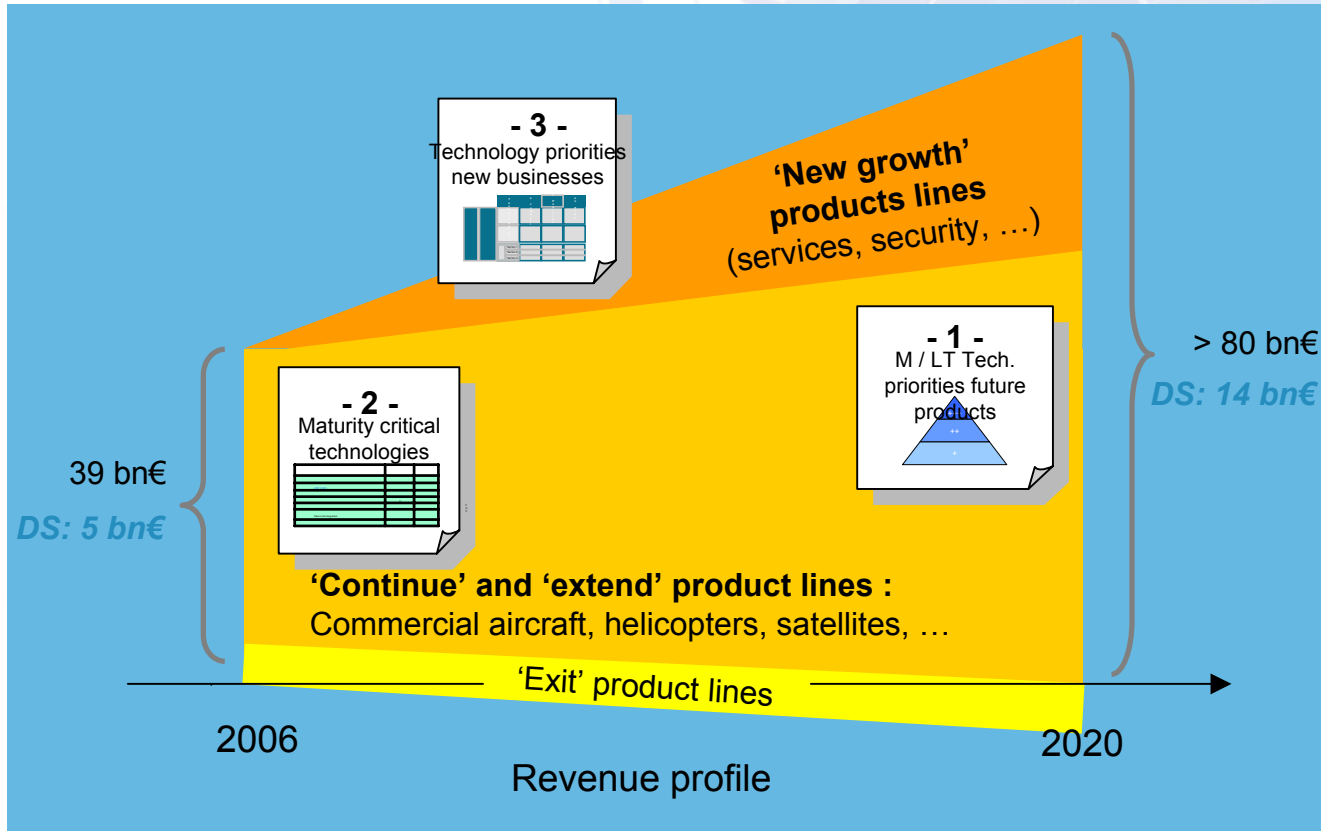 - 3 -
Technology priorities
new businesses
‘New growth’
products lines
(services, security, …)
- 1 -
M / LT Tech.
priorities future
products
++
+
> 80 bn€
DS: 14 bn€
- 2 -
Maturity critical
technologies
39 bn€
DS: 5 bn€
‘Continue’ and ‘extend’ product lines :
Commercial aircraft, helicopters, satellites, …
‘Exit’ product lines
2006
2020
Revenue profile